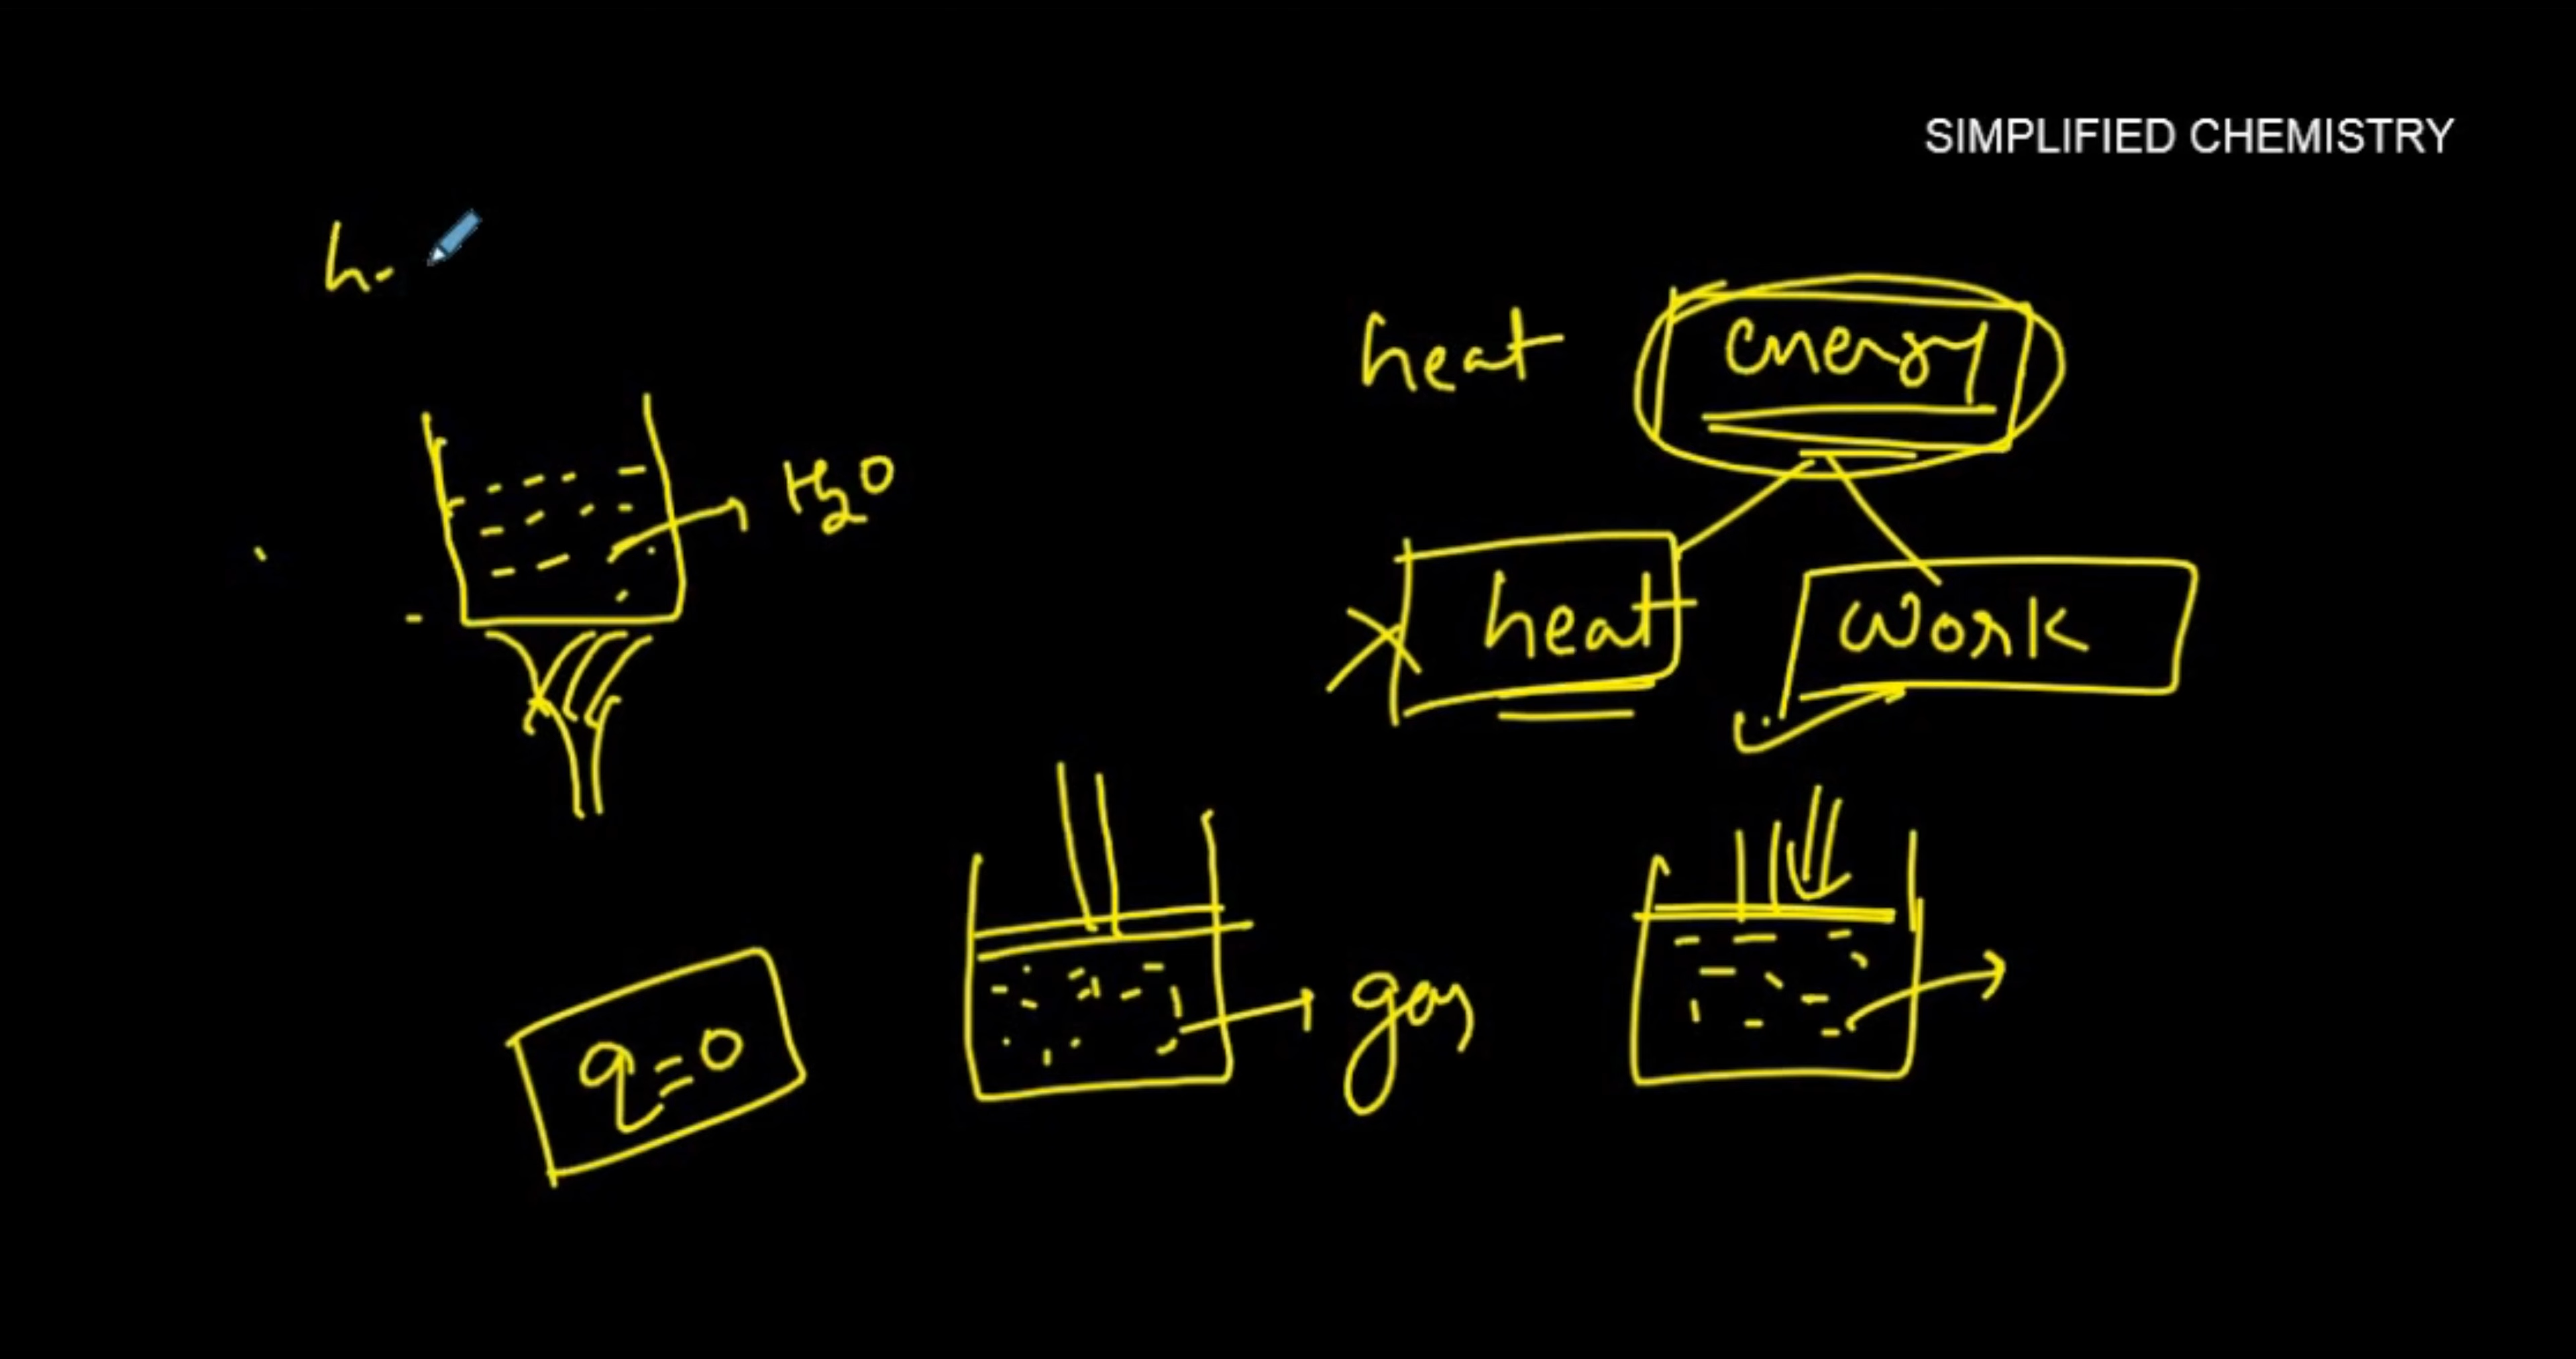 SIMPLIFIED CHEMISTRY
h
heat energy
H2O
heat work
gas
q=0